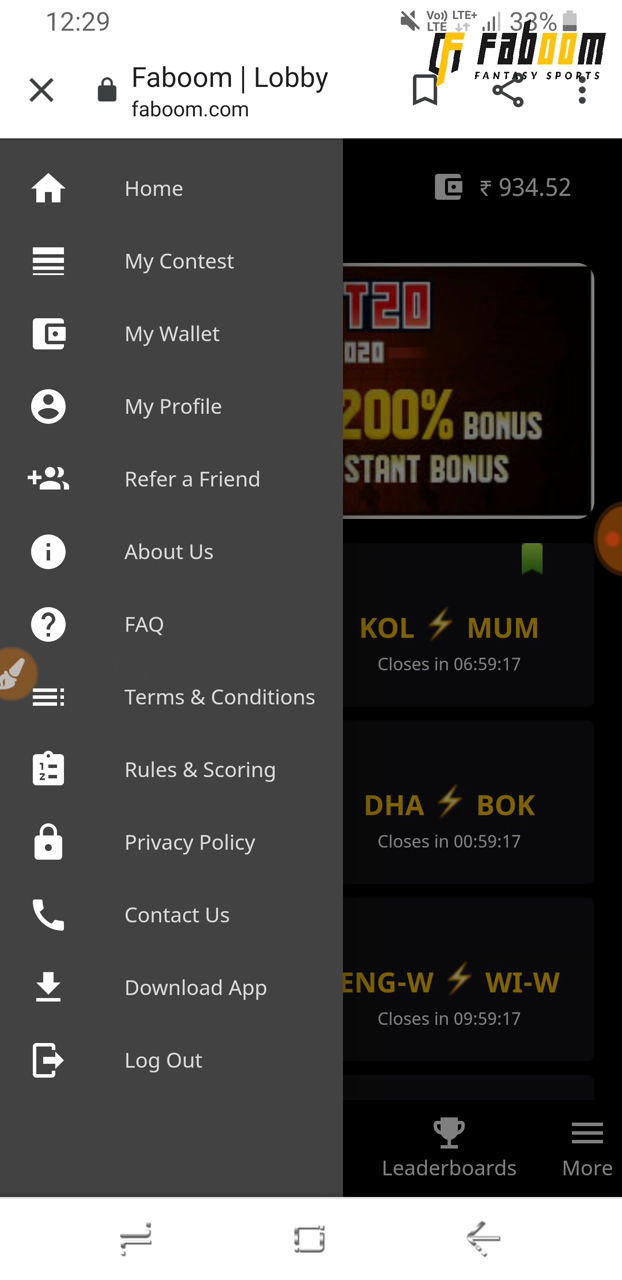 12:29
Vo)) LTE+
LTE
33%
Faboom
FANTASY SPORTS
Faboom | Lobby
faboom.com
Home
₹ 934.52
My Contest
My Wallet
My Profile
Refer a Friend
About Us
FAQ
Terms & Conditions
Rules & Scoring
1
2
Privacy Policy
Contact Us
Download App
Log Out
T20
020
200% BONUS
STANT BONUS
KOL ⚡ MUM
Closes in 06:59:17
DHA ⚡ BOK
Closes in 00:59:17
ENG-W ⚡ WI-W
Closes in 09:59:17
Leaderboards
More